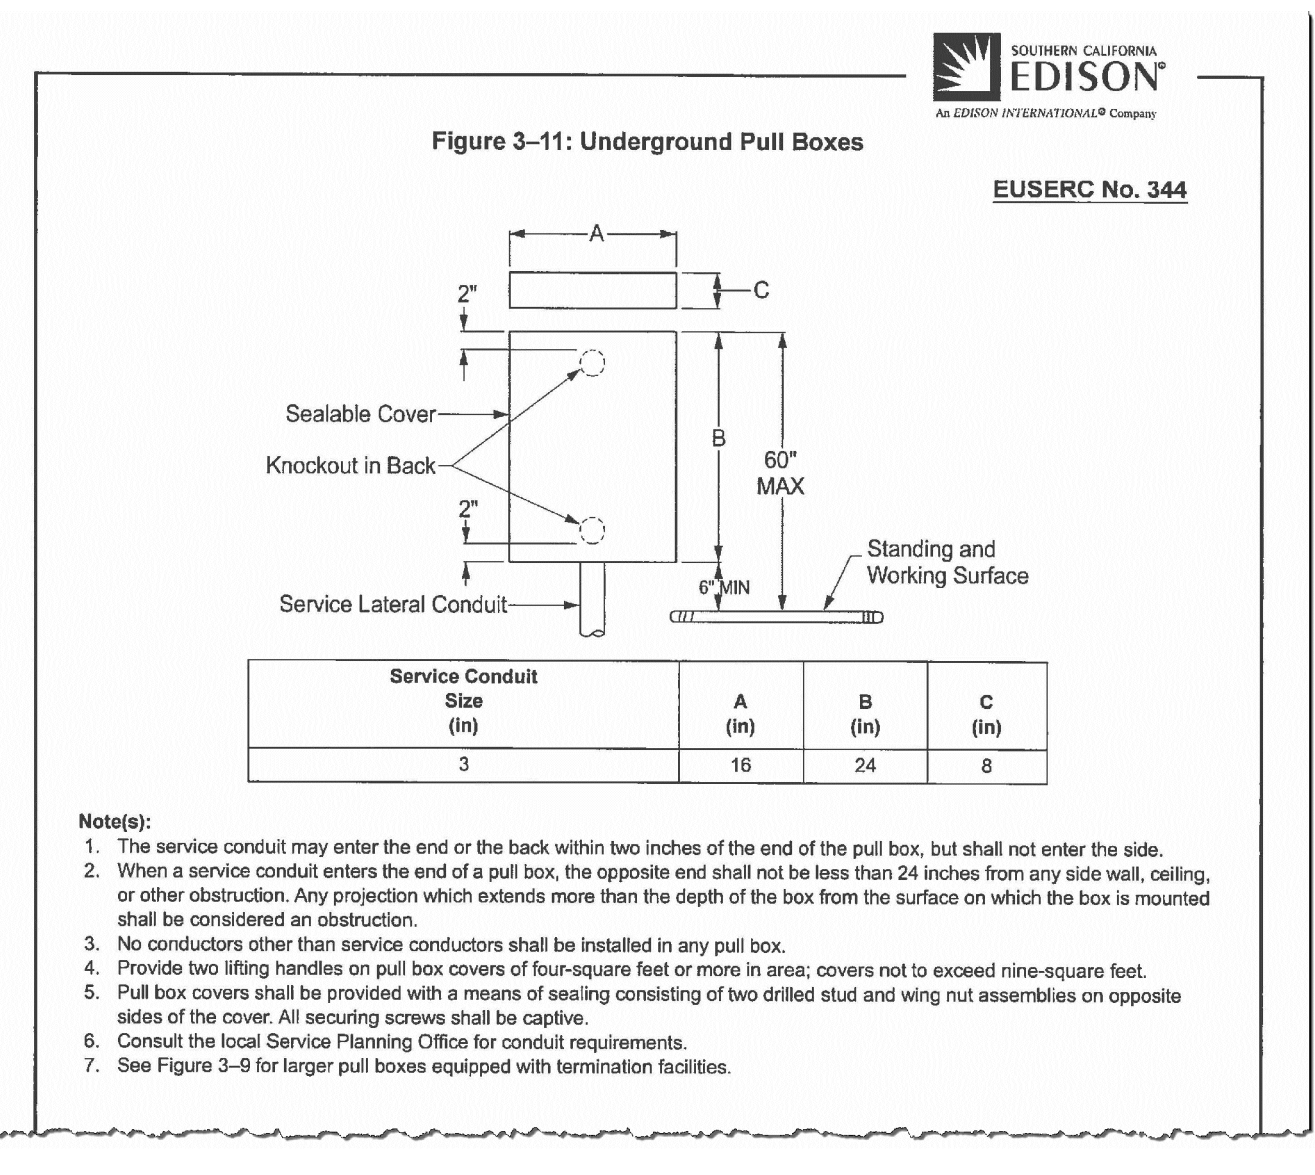 SOUTHERN CALIFORNIA
EDISON®
An EDISON INTERNATIONAL® Company
Figure 3–11: Underground Pull Boxes
EUSERC No. 344
A
2"
C
Sealable Cover
B
Knockout in Back
60"
MAX
2"
Standing and
Working Surface
6" MIN
Service Lateral Conduit
Service Conduit
Size
(in)
A
(in)
B
(in)
C
(in)
3 16 24 8
Note(s):
1. The service conduit may enter the end or the back within two inches of the end of the pull box, but shall not enter the side.
2. When a service conduit enters the end of a pull box, the opposite end shall not be less than 24 inches from any side wall, ceiling,
or other obstruction. Any projection which extends more than the depth of the box from the surface on which the box is mounted
shall be considered an obstruction.
3. No conductors other than service conductors shall be installed in any pull box.
4. Provide two lifting handles on pull box covers of four-square feet or more in area; covers not to exceed nine-square feet.
5. Pull box covers shall be provided with a means of sealing consisting of two drilled stud and wing nut assemblies on opposite
sides of the cover. All securing screws shall be captive.
6. Consult the local Service Planning Office for conduit requirements.
7. See Figure 3–9 for larger pull boxes equipped with termination facilities.